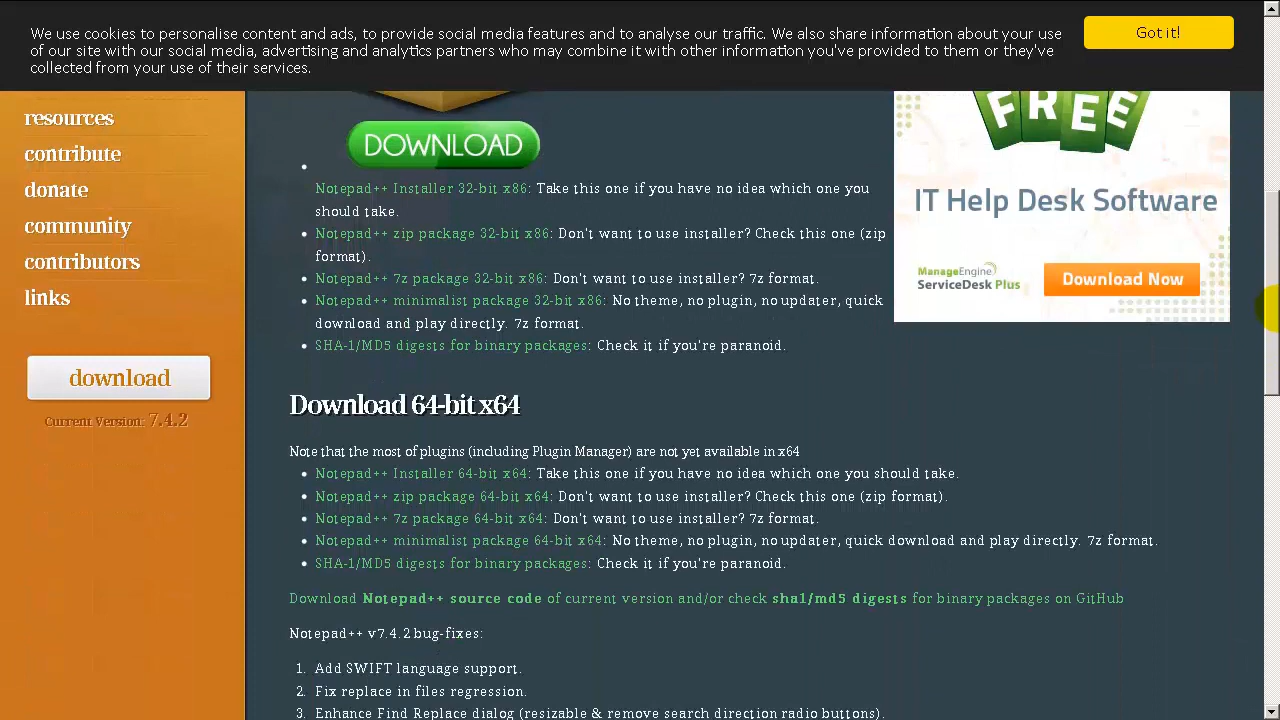 We use cookies to personalise content and ads, to provide social media features and to analyse our traffic. We also share information about your use
of our site with our social media, advertising and analytics partners who may combine it with other information you've provided to them or they've
collected from your use of their services.
Got it!
resources
contribute
donate
community
contributors
links
download
Current Version: 7.4.2
DOWNLOAD
Notepad++ Installer 32-bit x86: Take this one if you have no idea which one you
should take.
Notepad++ zip package 32-bit x86: Don't want to use installer? Check this one (zip
format).
Notepad++ 7z package 32-bit x86: Don't want to use installer? 7z format.
Notepad++ minimalist package 32-bit x86: No theme, no plugin, no updater, quick
download and play directly. 7z format.
SHA-1/MD5 digests for binary packages: Check it if you're paranoid.
FREE
IT Help Desk Software
ManageEngine
ServiceDesk Plus
Download Now
Download 64-bit x64
Note that the most of plugins (including Plugin Manager) are not yet available in x64
Notepad++ Installer 64-bit x64: Take this one if you have no idea which one you should take.
Notepad++ zip package 64-bit x64: Don't want to use installer? Check this one (zip format).
Notepad++ 7z package 64-bit x64: Don't want to use installer? 7z format.
Notepad++ minimalist package 64-bit x64: No theme, no plugin, no updater, quick download and play directly. 7z format.
SHA-1/MD5 digests for binary packages: Check it if you're paranoid.
Download Notepad++ source code of current version and/or check sha1/md5 digests for binary packages on GitHub
Notepad++ v7.4.2 bug-fixes:
1. Add SWIFT language support.
2. Fix replace in files regression.
3. Enhance Find Replace dialog (resizable & remove search direction radio buttons).